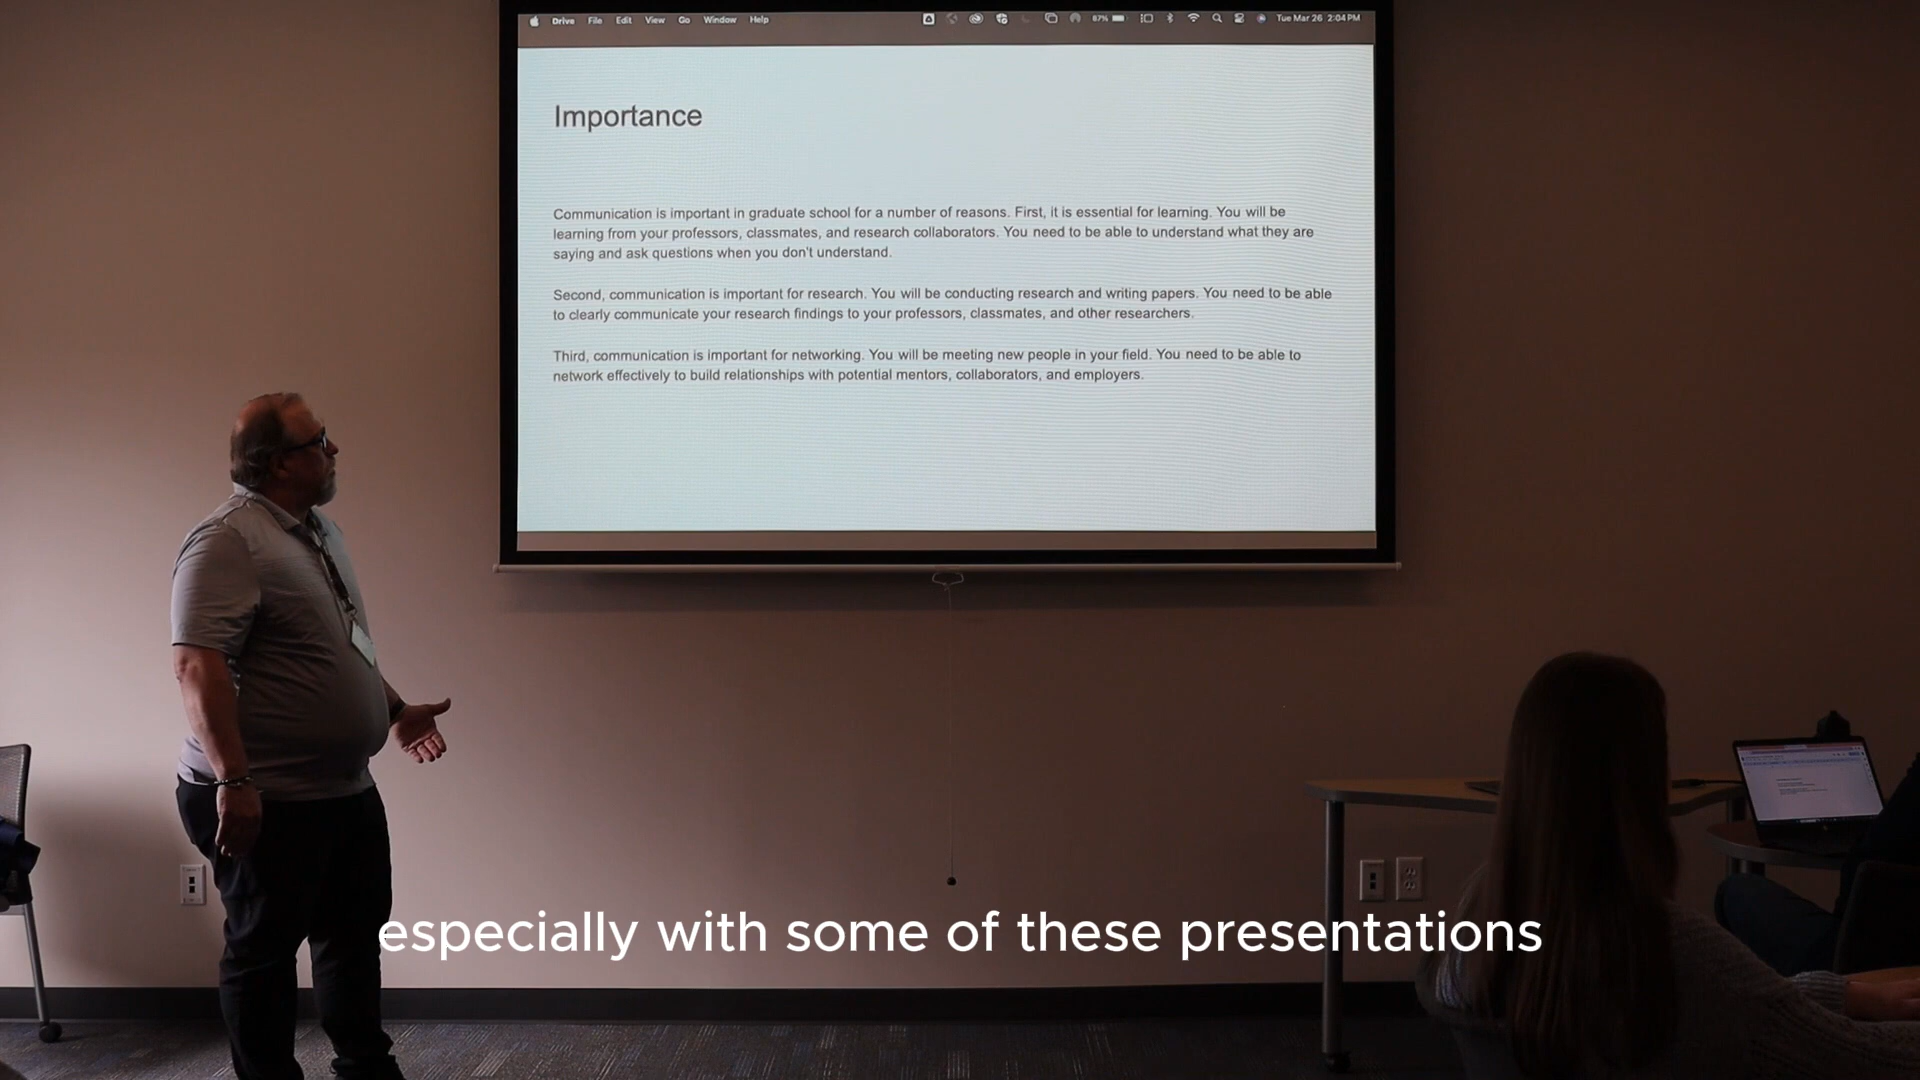 Drive File Edit View Go Window Help 87% Tue Mar 26 2:04 PM
Importance
Communication is important in graduate school for a number of reasons. First, it is essential for learning. You will be
learning from your professors, classmates, and research collaborators. You need to be able to understand what they are
saying and ask questions when you don't understand.
Second, communication is important for research. You will be conducting research and writing papers. You need to be able
to clearly communicate your research findings to your professors, classmates, and other researchers.
Third, communication is important for networking. You will be meeting new people in your field. You need to be able to
network effectively to build relationships with potential mentors, collaborators, and employers.
especially with some of these presentations